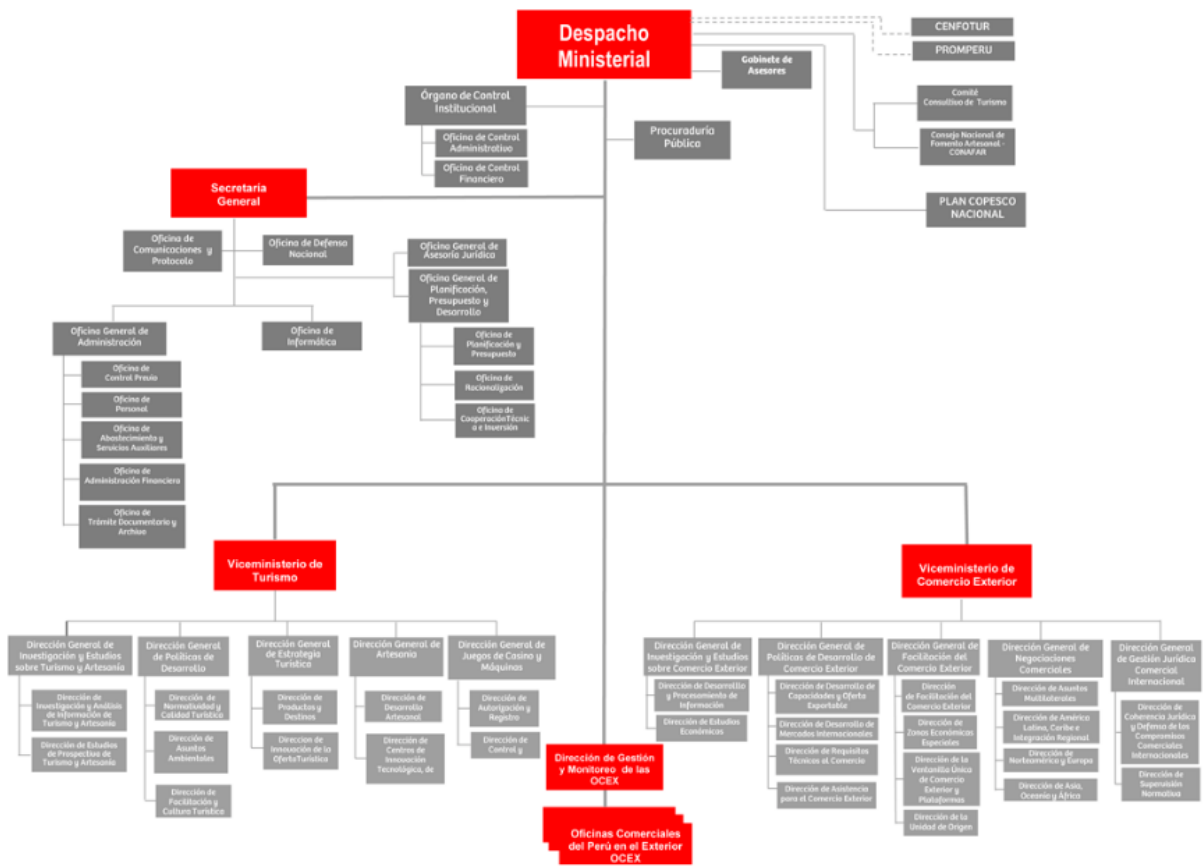 Despacho
Ministerial
CENFOTUR
PROMPERU
Gabinete de
Asesores
Órgano de Control
Institucional
Comité
Consultivo de Turismo
Oficina de Control
Administrativo
Procuraduría
Pública
Consejo Nacional de
Fomento Artesanal -
CONAFAR
Oficina de Control
Financiero
Secretaría
General
PLAN COPESCO
NACIONAL
Oficina de
Comunicaciones y
Protocolo
Oficina de Defensa
Nacional
Oficina General de
Asesoría Jurídica
Oficina General de
Planificación,
Presupuesto y
Desarrollo
Oficina General de
Administración
Oficina de
Informática
Oficina de
Planificación y
Presupuesto
Oficina de
Racionalización
Oficina de
CooperaciónTécnic
a e Inversión
Oficina de
Control Previo
Oficina de
Personal
Oficina de
Abastecimiento y
Servicios Auxiliares
Oficina de
Administración Financiera
Oficina de
Trámite Documentario y
Archivo
Viceministerio de
Turismo
Viceministerio de
Comercio Exterior
Dirección General de
Investigación y Estudios
sobre Turismo y Artesanía
Dirección de
Investigación y Análisis
de Información de
Turismo y Artesanía
Dirección de Estudios
de Prospectiva de
Turismo y Artesanía
Dirección General
de Políticas de
Desarrollo
Dirección de
Normatividad y
Calidad Turística
Dirección de
Asuntos
Ambientales
Dirección de
Facilitación y
Cultura Turística
Dirección General
de Estrategia
Turística
Dirección de
Productos y
Destinos
Direccion de
Innovación de la
OfertaTurística
Dirección General de
Artesanía
Dirección de
Desarrollo
Artesanal
Dirección de
Centros de
Innovación
Tecnológica, de
Dirección General de
Juegos de Casino y
Máquinas
Dirección de
Autorización y
Registro
Dirección de
Control y
Dirección de Gestión
y Monitoreo de las
OCEX
Oficinas Comerciales
del Perú en el Exterior
OCEX
Dirección General de
Investigación y Estudios
sobre Comercio Exterior
Dirección de Desarrollo
y Procesamiento de
Información
Dirección de Estudios
Económicos
Dirección General de
Políticas de Desarrollo de
Comercio Exterior
Dirección de Desarrollo de
Capacidades y Oferta
Exportable
Dirección de Desarrollo de
Mercados Internacionales
Dirección de Requisitos
Técnicos al Comercio
Dirección de Asistencia
para el Comercio Exterior
Dirección General de
Facilitación del
Comercio Exterior
Dirección
de Facilitación del
Comercio Exterior
Dirección de
Zonas Económicas
Especiales
Dirección de la
Ventanilla Única de
Comercio Exterior y
Plataformas
Dirección de la
Unidad de Origen
Dirección General de
Negociaciones
Comerciales
Dirección de Asuntos
Multilaterales
Dirección de América
Latina, Caribe e
Integración Regional
Dirección de
Norteamérica y Europa
Dirección de Asia,
Oceanía y África
Dirección General
de Gestión Jurídica
Comercial
Internacional
Dirección de
Coherencia Jurídica
y Defensa de los
Compromisos
Comerciales
Internacionales
Dirección de
Supervisión
Normativa